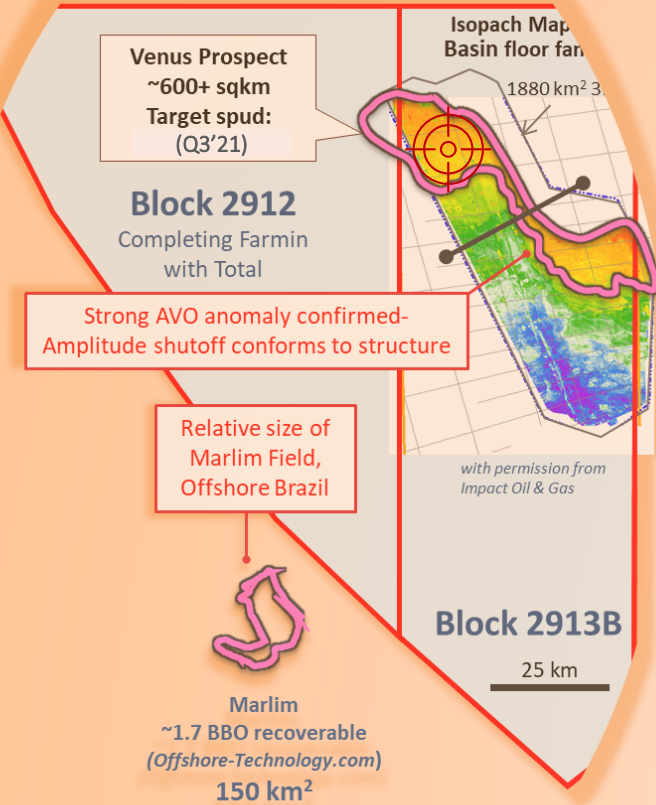 Isopach Map
Basin floor fan
1880 km² 3
Venus Prospect
~600+ sqkm
Target spud:
(Q3’21)
Block 2912
Completing Farmin
with Total
Strong AVO anomaly confirmed-
Amplitude shutoff conforms to structure
Relative size of
Marlim Field,
Offshore Brazil
with permission from
Impact Oil & Gas
Block 2913B
25 km
Marlim
~1.7 BBO recoverable
(Offshore-Technology.com)
150 km²